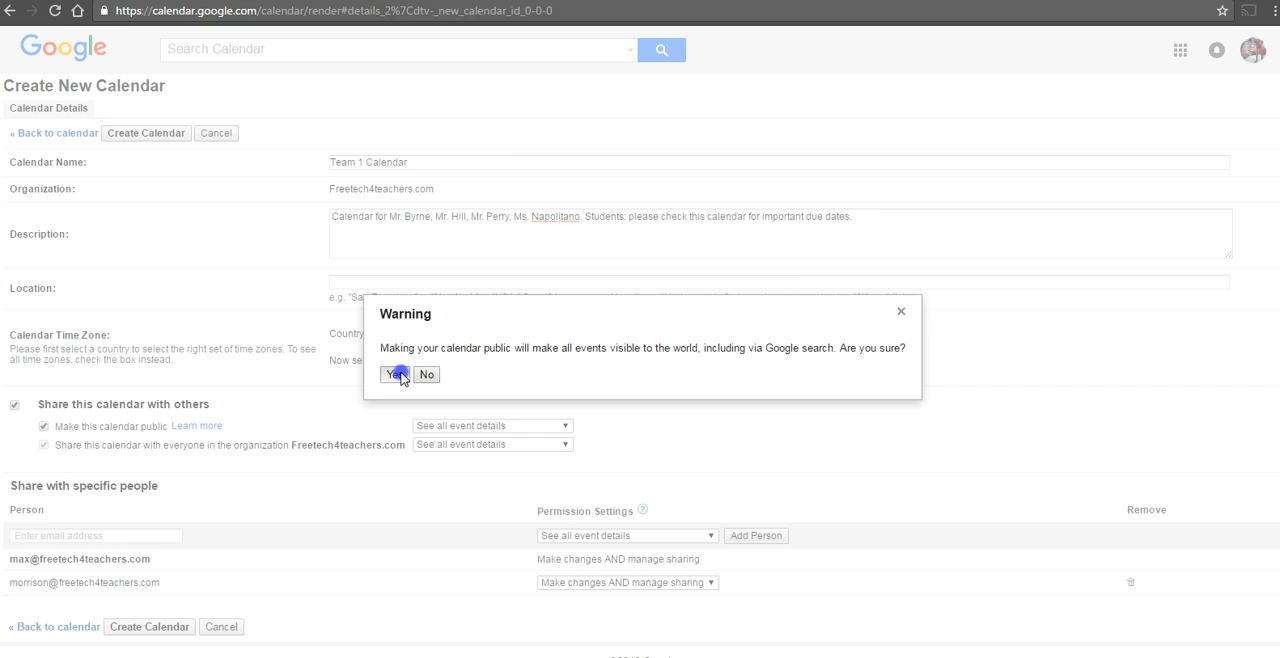 https://calendar.google.com/calendar/render#details_2%7Cdtv-_new_calendar_id_0-0-0
Google
Search Calendar
Create New Calendar
Calendar Details
« Back to calendar Create Calendar Cancel
Calendar Name: Team 1 Calendar
Organization: Freetech4teachers.com
Description: Calendar for Mr. Byrne, Mr. Hill, Mr. Perry, Ms. Napolitano. Students: please check this calendar for important due dates.
Location:
e.g.
Warning
Making your calendar public will make all events visible to the world, including via Google search. Are you sure?
Yes No
Calendar Time Zone: Country
Please first select a country to select the right set of time zones. To see
all time zones, check the box instead.
Now se
Share this calendar with others
Make this calendar public Learn more See all event details
Share this calendar with everyone in the organization Freetech4teachers.com See all event details
Share with specific people
Person Permission Settings ? Remove
Enter email address See all event details Add Person
max@freetech4teachers.com Make changes AND manage sharing
morrison@freetech4teachers.com Make changes AND manage sharing
« Back to calendar Create Calendar Cancel